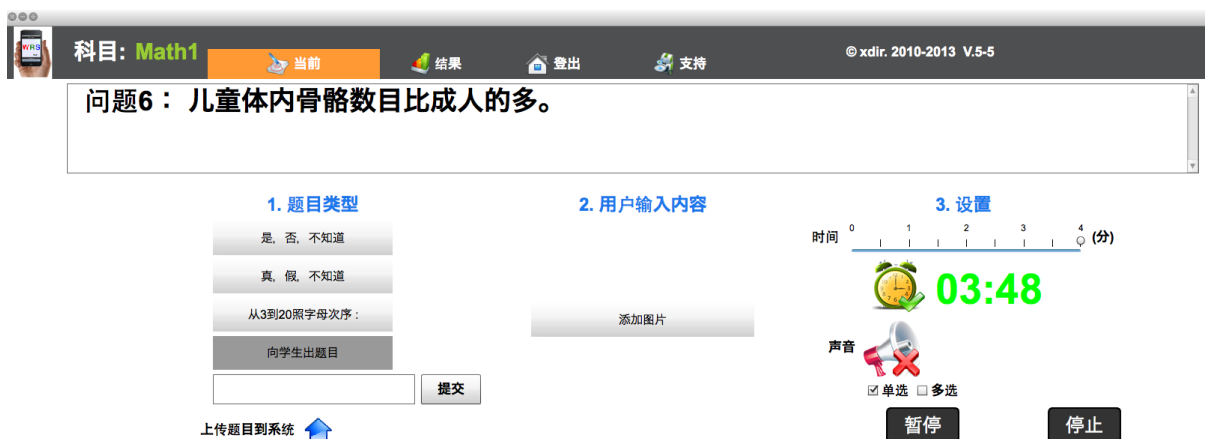 WRS
科目: Math1
当前
结果
登出
支持
© xdir. 2010-2013 V.5-5
问题6： 儿童体内骨骼数目比成人的多。
1. 题目类型
2. 用户输入内容
3. 设置
是, 否, 不知道
真, 假, 不知道
从3到20照字母次序 :
向学生出题目
提交
上传题目到系统
添加图片
时间 0 1 2 3 4 (分)
03:48
声音
单选 多选
暂停 停止